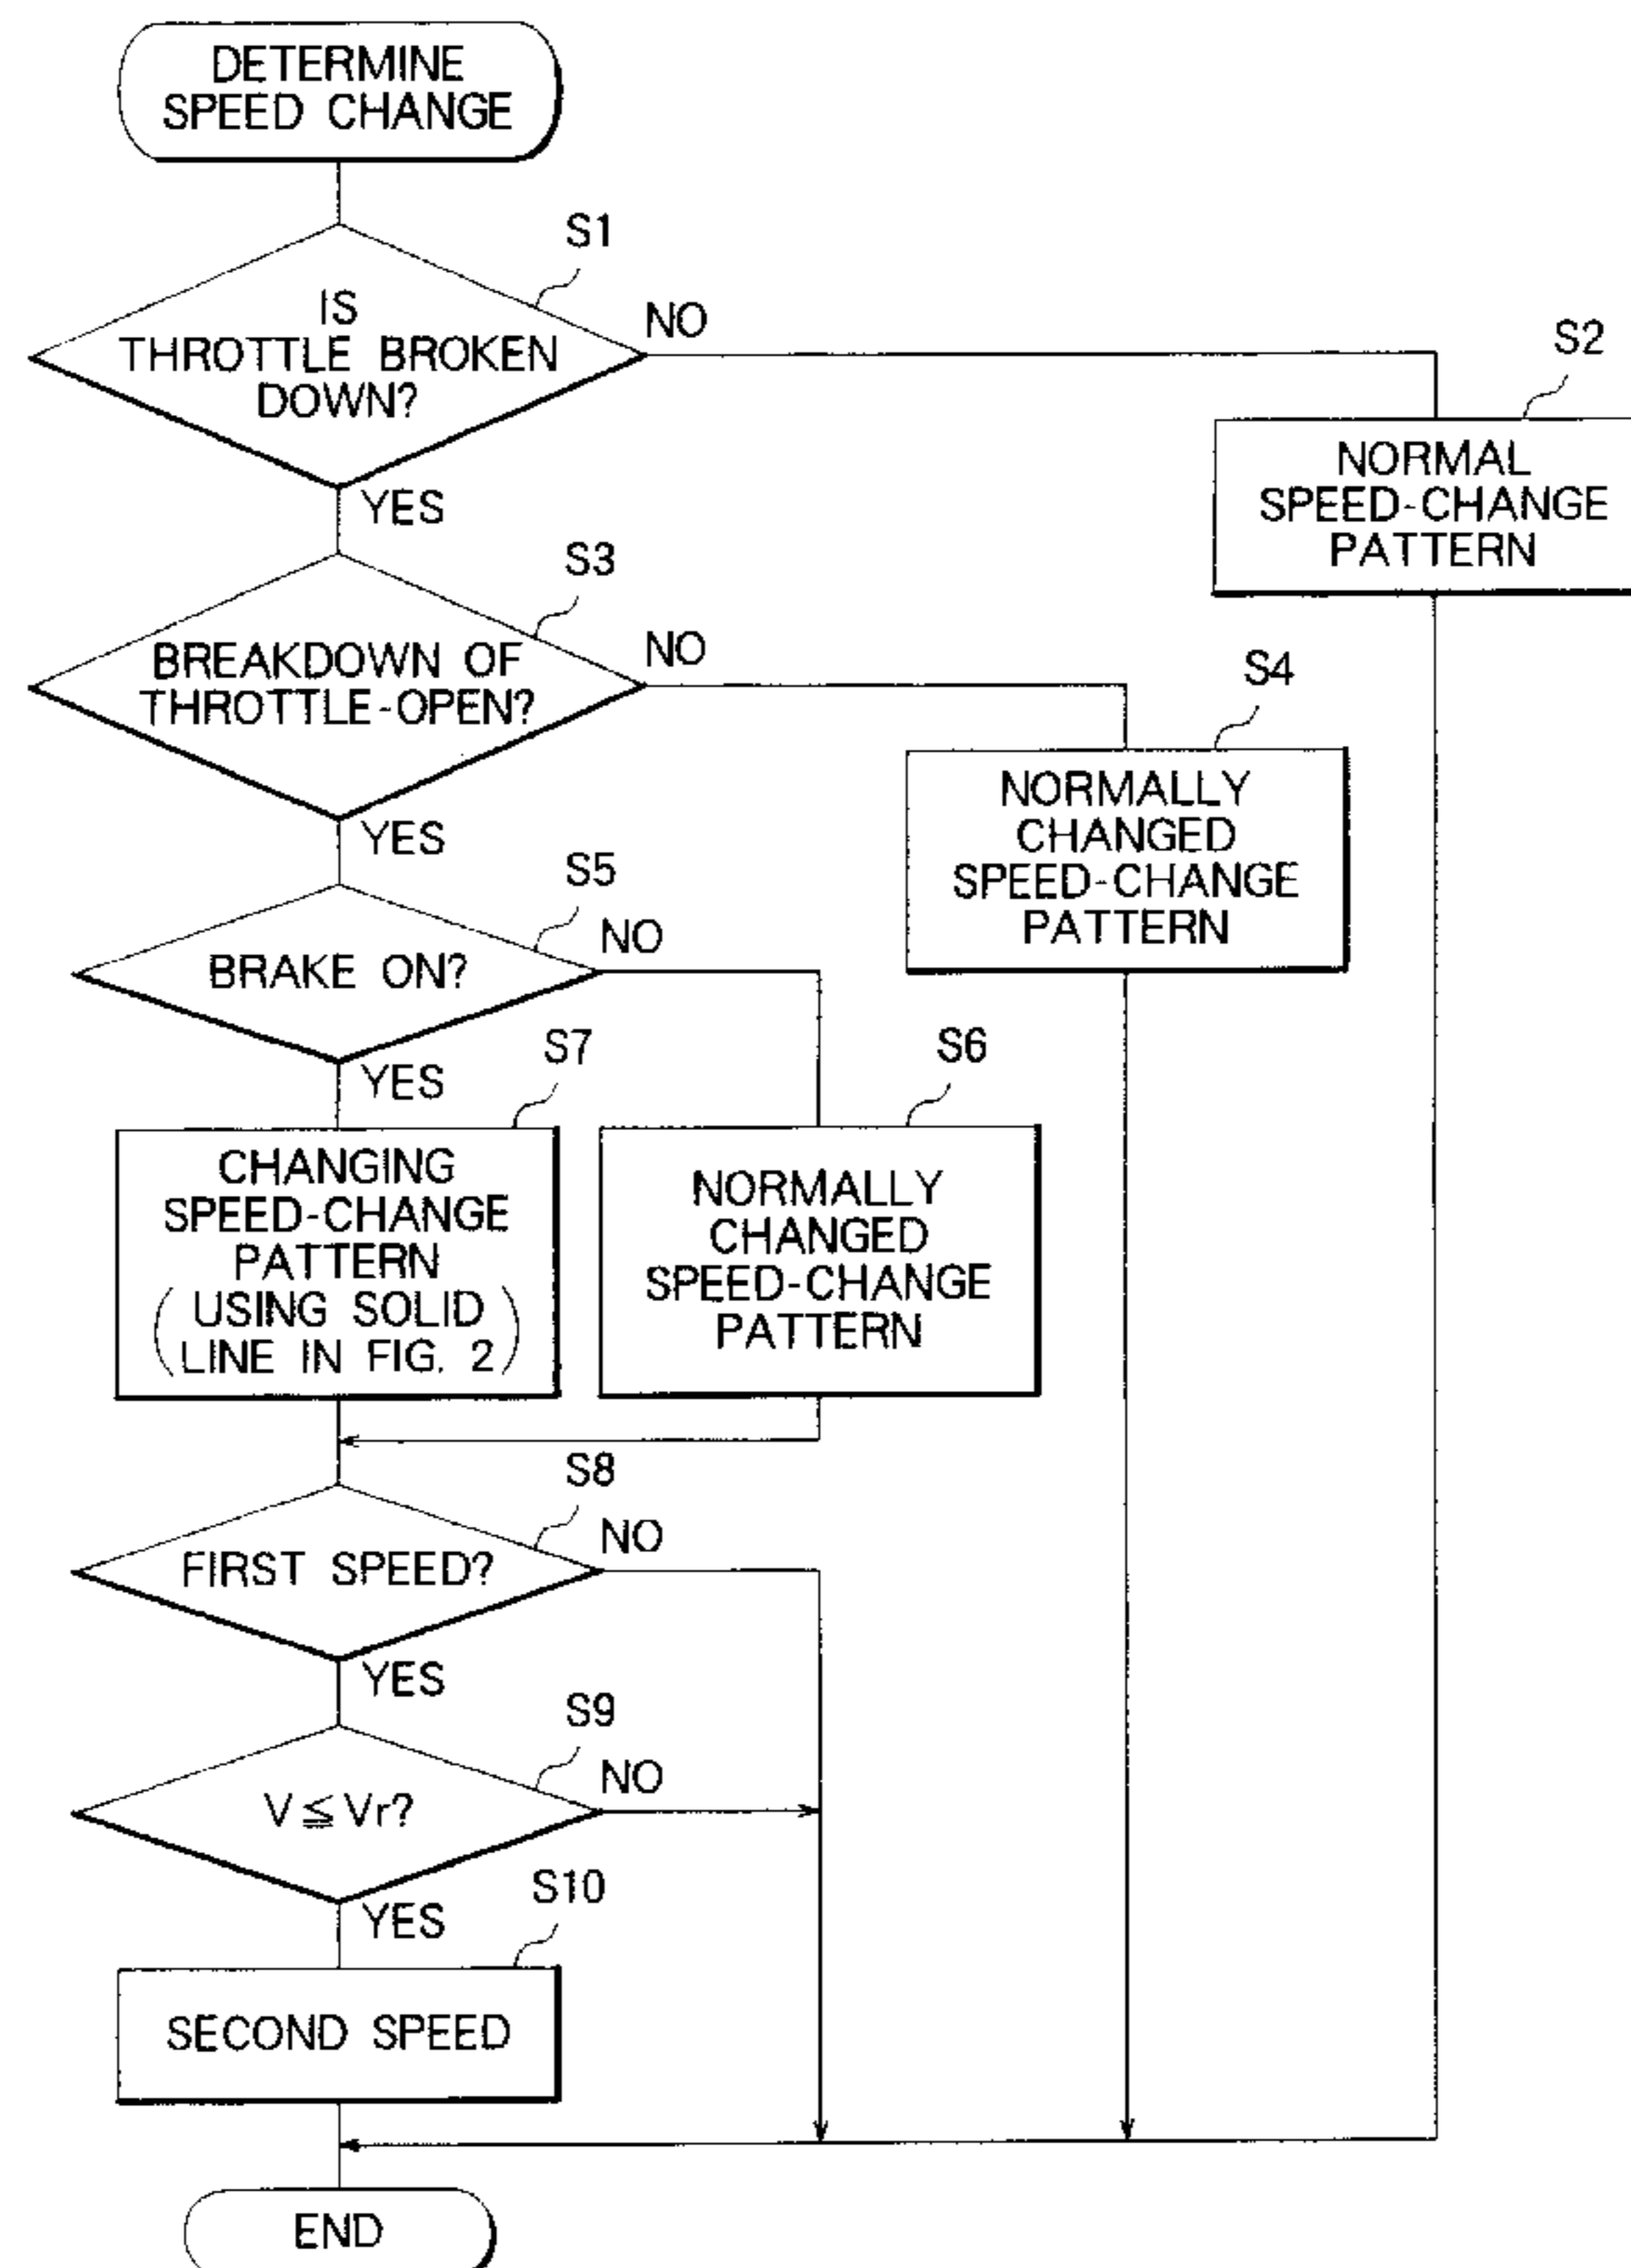 DETERMINE
SPEED CHANGE
S1
IS
THROTTLE BROKEN
DOWN?
NO
YES
S2
NORMAL
SPEED-CHANGE
PATTERN
S3
BREAKDOWN OF
THROTTLE-OPEN?
NO
YES
S4
NORMALLY
CHANGED
SPEED-CHANGE
PATTERN
S5
BRAKE ON?
NO
YES
S7
CHANGING
SPEED-CHANGE
PATTERN
(USING SOLID
LINE IN FIG. 2)
S6
NORMALLY
CHANGED
SPEED-CHANGE
PATTERN
S8
FIRST SPEED?
NO
YES
S9
V≦Vr?
NO
YES
S10
SECOND SPEED
END